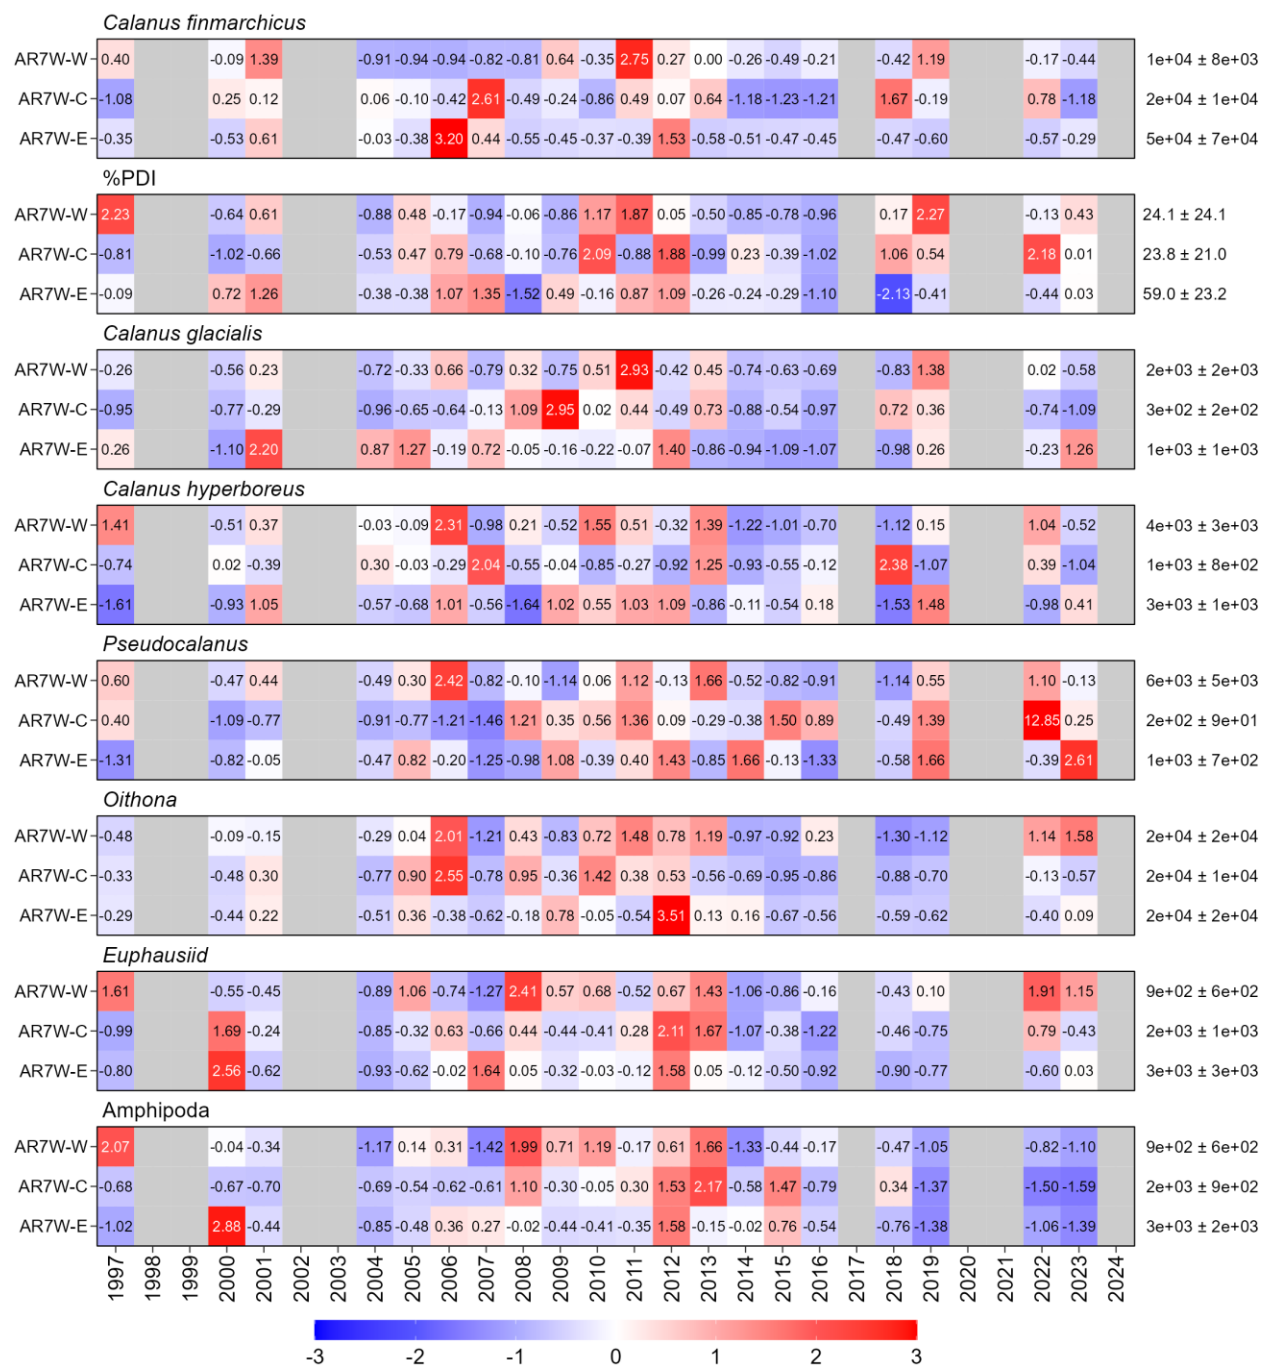 Calanus finmarchicus
AR7W-W 0.40 -0.09 1.39 -0.91 -0.94 -0.94 -0.82 -0.81 0.64 -0.35 2.75 0.27 0.00 -0.26 -0.49 -0.21 -0.42 1.19 -0.17 -0.44 1e+04 ± 8e+03
AR7W-C -1.08 0.25 0.12 0.06 -0.10 -0.42 2.61 -0.49 -0.24 -0.86 0.49 0.07 0.64 -1.18 -1.23 -1.21 1.67 -0.19 0.78 -1.18 2e+04 ± 1e+04
AR7W-E -0.35 -0.53 0.61 -0.03 -0.38 3.20 0.44 -0.55 -0.45 -0.37 -0.39 1.53 -0.58 -0.51 -0.47 -0.45 -0.47 -0.60 -0.57 -0.29 5e+04 ± 7e+04
%PDI
AR7W-W 2.23 -0.64 0.61 -0.88 0.48 -0.17 -0.94 -0.06 -0.86 1.17 1.87 0.05 -0.50 -0.85 -0.78 -0.96 0.17 2.27 -0.13 0.43 24.1 ± 24.1
AR7W-C -0.81 -1.02 -0.66 -0.53 0.47 0.79 -0.68 -0.10 -0.76 2.09 -0.88 1.88 -0.99 0.23 -0.39 -1.02 1.06 0.54 2.18 0.01 23.8 ± 21.0
AR7W-E -0.09 0.72 1.26 -0.38 -0.38 1.07 1.35 -1.52 0.49 -0.16 0.87 1.09 -0.26 -0.24 -0.29 -1.10 -2.13 -0.41 -0.44 0.03 59.0 ± 23.2
Calanus glacialis
AR7W-W -0.26 -0.56 0.23 -0.72 -0.33 0.66 -0.79 0.32 -0.75 0.51 2.93 -0.42 0.45 -0.74 -0.63 -0.69 -0.83 1.38 0.02 -0.58 2e+03 ± 2e+03
AR7W-C -0.95 -0.77 -0.29 -0.96 -0.65 -0.64 -0.13 1.09 2.95 0.02 0.44 -0.49 0.73 -0.88 -0.54 -0.97 0.72 0.36 -0.74 -1.09 3e+02 ± 2e+02
AR7W-E 0.26 -1.10 2.20 0.87 1.27 -0.19 0.72 -0.05 -0.16 -0.22 -0.07 1.40 -0.86 -0.94 -1.09 -1.07 -0.98 0.26 -0.23 1.26 1e+03 ± 1e+03
Calanus hyperboreus
AR7W-W 1.41 -0.51 0.37 -0.03 -0.09 2.31 -0.98 0.21 -0.52 1.55 0.51 -0.32 1.39 -1.22 -1.01 -0.70 -1.12 0.15 1.04 -0.52 4e+03 ± 3e+03
AR7W-C -0.74 0.02 -0.39 0.30 -0.03 -0.29 2.04 -0.55 -0.04 -0.85 -0.27 -0.92 1.25 -0.93 -0.55 -0.12 2.38 -1.07 0.39 -1.04 1e+03 ± 8e+02
AR7W-E -1.61 -0.93 1.05 -0.57 -0.68 1.01 -0.56 -1.64 1.02 0.55 1.03 1.09 -0.86 -0.11 -0.54 0.18 -1.53 1.48 -0.98 0.41 3e+03 ± 1e+03
Pseudocalanus
AR7W-W 0.60 -0.47 0.44 -0.49 0.30 2.42 -0.82 -0.10 -1.14 0.06 1.12 -0.13 1.66 -0.52 -0.82 -0.91 -1.14 0.55 1.10 -0.13 6e+03 ± 5e+03
AR7W-C 0.40 -1.09 -0.77 -0.91 -0.77 -1.21 -1.46 1.21 0.35 0.56 1.36 0.09 -0.29 -0.38 1.50 0.89 -0.49 1.39 12.85 0.25 2e+02 ± 9e+01
AR7W-E -1.31 -0.82 -0.05 -0.47 0.82 -0.20 -1.25 -0.98 1.08 -0.39 0.40 1.43 -0.85 1.66 -0.13 -1.33 -0.58 1.66 -0.39 2.61 1e+03 ± 7e+02
Oithona
AR7W-W -0.48 -0.09 -0.15 -0.29 0.04 2.01 -1.21 0.43 -0.83 0.72 1.48 0.78 1.19 -0.97 -0.92 0.23 -1.30 -1.12 1.14 1.58 2e+04 ± 2e+04
AR7W-C -0.33 -0.48 0.30 -0.77 0.90 2.55 -0.78 0.95 -0.36 1.42 0.38 0.53 -0.56 -0.69 -0.95 -0.86 -0.88 -0.70 -0.13 -0.57 2e+04 ± 1e+04
AR7W-E -0.29 -0.44 0.22 -0.51 0.36 -0.38 -0.62 -0.18 0.78 -0.05 -0.54 3.51 0.13 0.16 -0.67 -0.56 -0.59 -0.62 -0.40 0.09 2e+04 ± 2e+04
Euphausiid
AR7W-W 1.61 -0.55 -0.45 -0.89 1.06 -0.74 -1.27 2.41 0.57 0.68 -0.52 0.67 1.43 -1.06 -0.86 -0.16 -0.43 0.10 1.91 1.15 9e+02 ± 6e+02
AR7W-C -0.99 1.69 -0.24 -0.85 -0.32 0.63 -0.66 0.44 -0.44 -0.41 0.28 2.11 1.67 -1.07 -0.38 -1.22 -0.46 -0.75 0.79 -0.43 2e+03 ± 1e+03
AR7W-E -0.80 2.56 -0.62 -0.93 -0.62 -0.02 1.64 0.05 -0.32 -0.03 -0.12 1.58 0.05 -0.12 -0.50 -0.92 -0.90 -0.77 -0.60 0.03 3e+03 ± 3e+03
Amphipoda
AR7W-W 2.07 -0.04 -0.34 -1.17 0.14 0.31 -1.42 1.99 0.71 1.19 -0.17 0.61 1.66 -1.33 -0.44 -0.17 -0.47 -1.05 -0.82 -1.10 9e+02 ± 6e+02
AR7W-C -0.68 -0.67 -0.70 -0.69 -0.54 -0.62 -0.61 1.10 -0.30 -0.05 0.30 1.53 2.17 -0.58 1.47 -0.79 0.34 -1.37 -1.50 -1.59 2e+03 ± 9e+02
AR7W-E -1.02 2.88 -0.44 -0.85 -0.48 0.36 0.27 -0.02 -0.44 -0.41 -0.35 1.58 -0.15 -0.02 0.76 -0.54 -0.76 -1.38 -1.06 -1.39 3e+03 ± 2e+03
1997 1998 1999 2000 2001 2002 2003 2004 2005 2006 2007 2008 2009 2010 2011 2012 2013 2014 2015 2016 2017 2018 2019 2020 2021 2022 2023 2024
-3 -2 -1 0 1 2 3